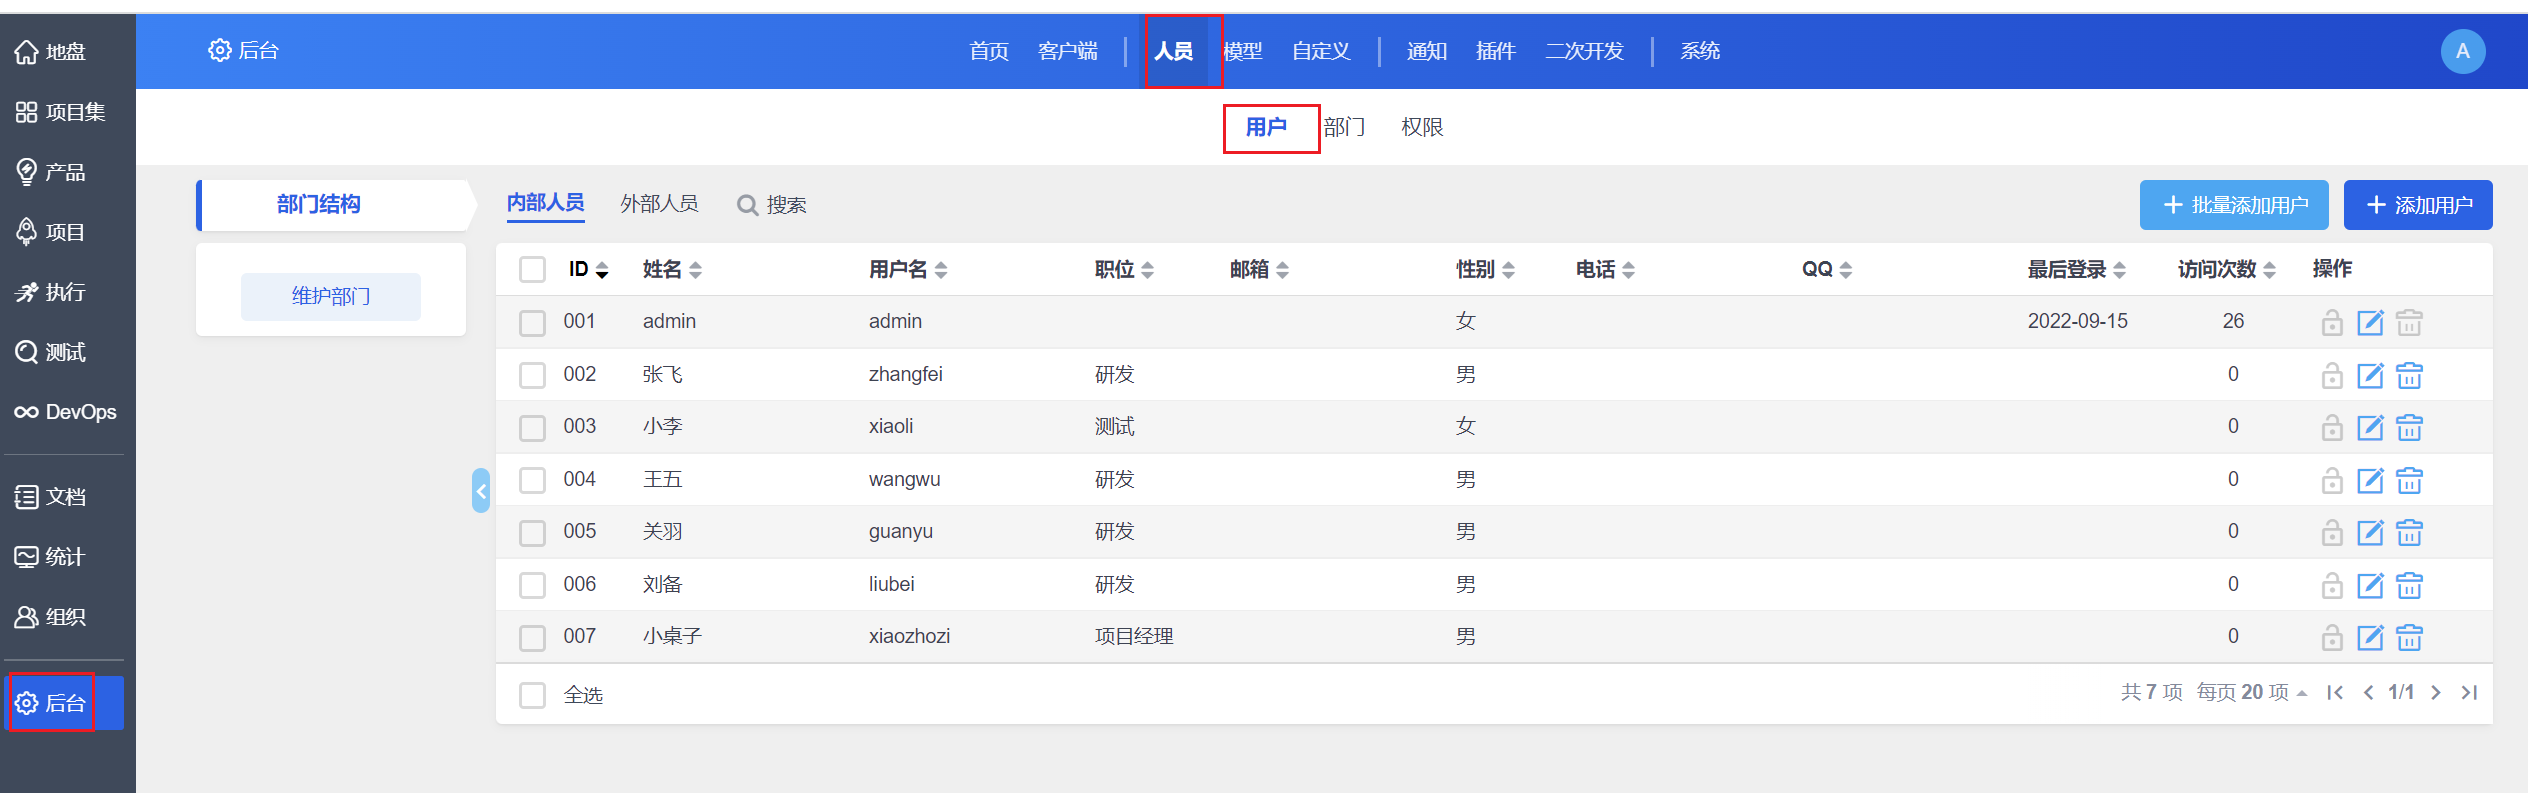 地盘
项目集
产品
项目
执行
测试
DevOps
文档
统计
组织
后台
后台
首页 客户端 人员 模型 自定义 通知 插件 二次开发 系统
A
用户 部门 权限
部门结构
维护部门
内部人员 外部人员 搜索
批量添加用户 添加用户
ID 姓名 用户名 职位 邮箱 性别 电话 QQ 最后登录 访问次数 操作
001 admin admin 女 2022-09-15 26
002 张飞 zhangfei 研发 男 0
003 小李 xiaoli 测试 女 0
004 王五 wangwu 研发 男 0
005 关羽 guanyu 研发 男 0
006 刘备 liubei 研发 男 0
007 小桌子 xiaozhozi 项目经理 男 0
全选
共 7 项 每页 20 项 1/1